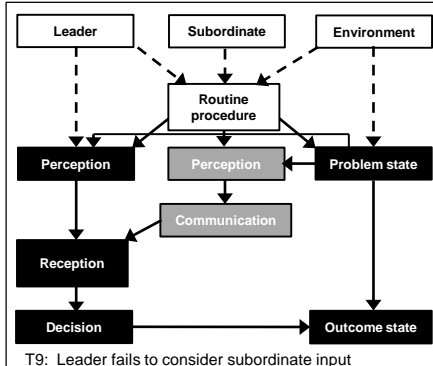 Leader
Subordinate
Environment
Routine
procedure
Perception
Perception
Problem state
Communication
Reception
Decision
Outcome state
T9: Leader fails to consider subordinate input